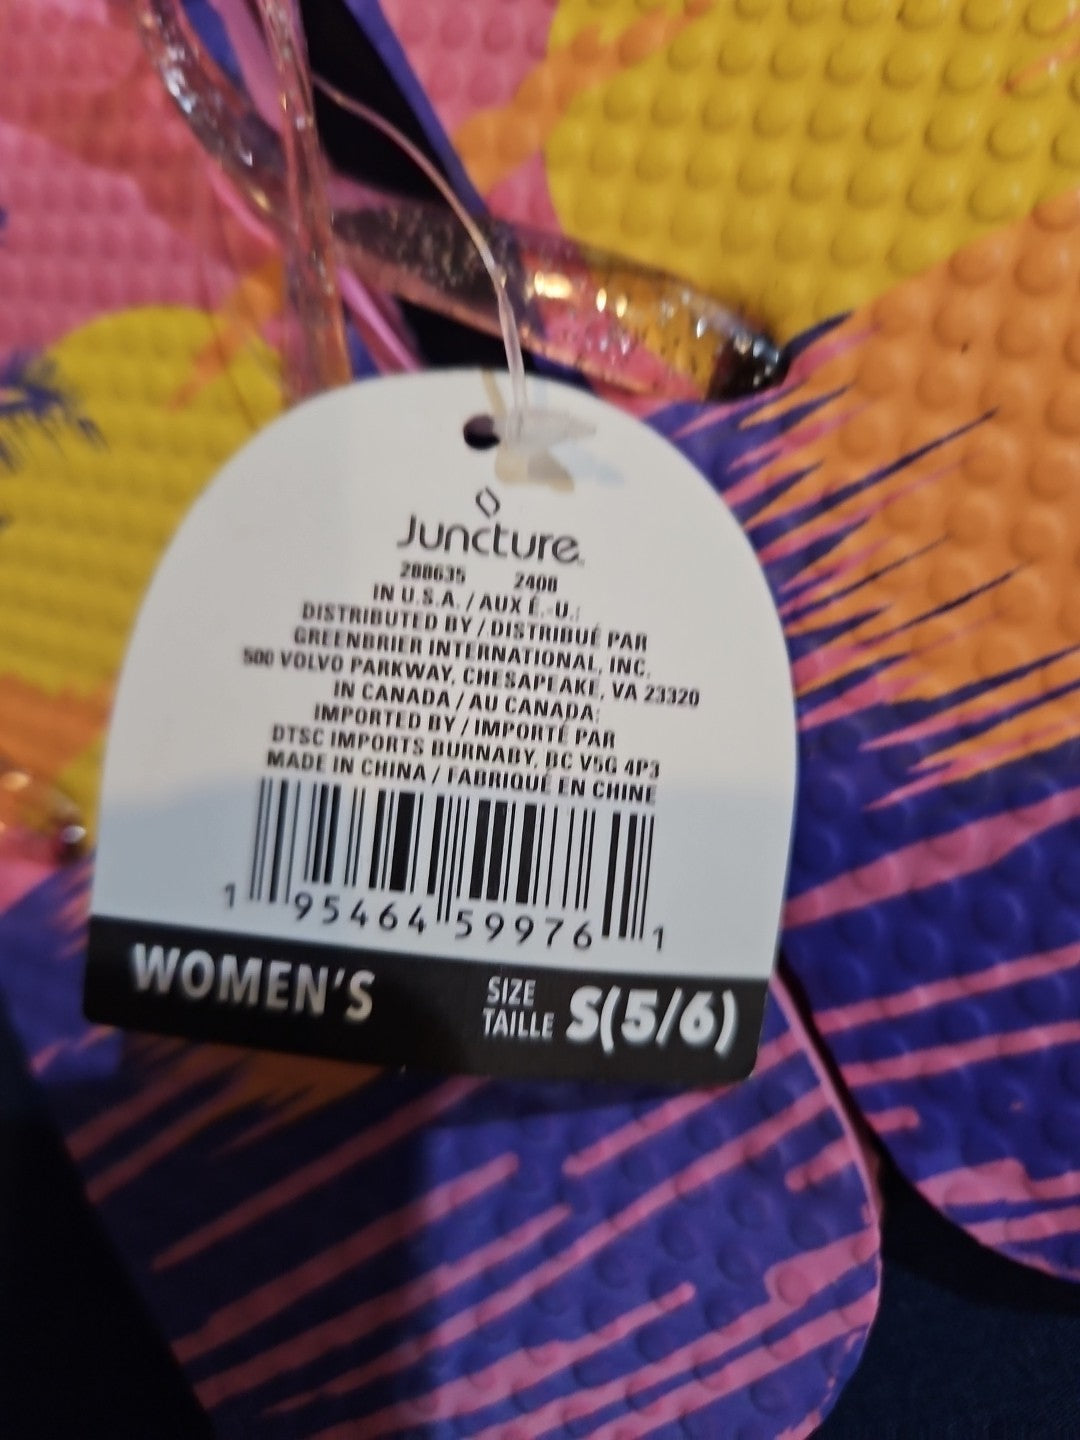 Juncture
288635 2408
IN U.S.A. / AUX É.-U.:
DISTRIBUTED BY / DISTRIBUÉ PAR
GREENBRIER INTERNATIONAL, INC.
500 VOLVO PARKWAY, CHESAPEAKE, VA 23320
IN CANADA / AU CANADA:
IMPORTED BY / IMPORTÉ PAR
DTSC IMPORTS BURNABY, BC V5G 4P3
MADE IN CHINA / FABRIQUÉ EN CHINE
1 95464 59976 1
WOMEN'S SIZE TAILLE S(5/6)